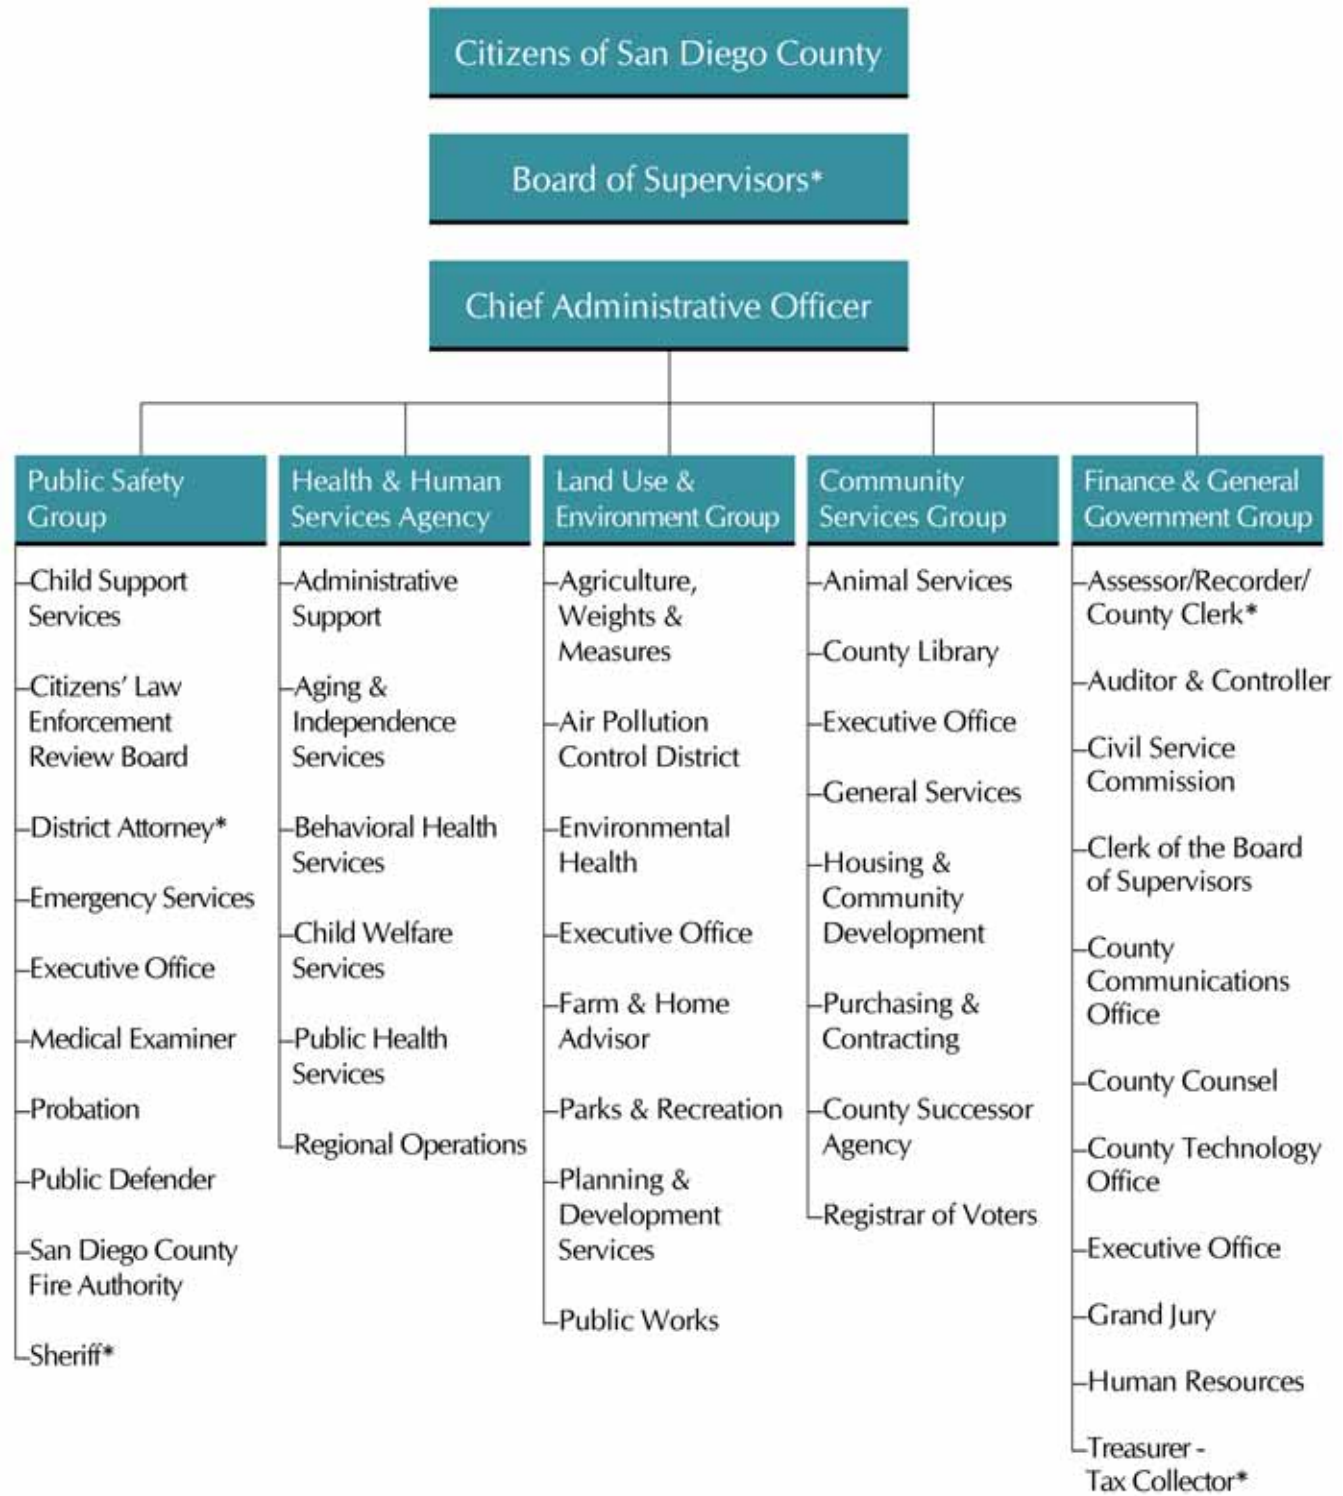 Citizens of San Diego County
Board of Supervisors*
Chief Administrative Officer
Public Safety
Group
Child Support
Services
Citizens' Law
Enforcement
Review Board
District Attorney*
Emergency Services
Executive Office
Medical Examiner
Probation
Public Defender
San Diego County
Fire Authority
Sheriff*
Health & Human
Services Agency
Administrative
Support
Aging &
Independence
Services
Behavioral Health
Services
Child Welfare
Services
Public Health
Services
Regional Operations
Land Use &
Environment Group
Agriculture,
Weights &
Measures
Air Pollution
Control District
Environmental
Health
Executive Office
Farm & Home
Advisor
Parks & Recreation
Planning &
Development
Services
Public Works
Community
Services Group
Animal Services
County Library
Executive Office
General Services
Housing &
Community
Development
Purchasing &
Contracting
County Successor
Agency
Registrar of Voters
Finance & General
Government Group
Assessor/Recorder/
County Clerk*
Auditor & Controller
Civil Service
Commission
Clerk of the Board
of Supervisors
County
Communications
Office
County Counsel
County Technology
Office
Executive Office
Grand Jury
Human Resources
Treasurer -
Tax Collector*